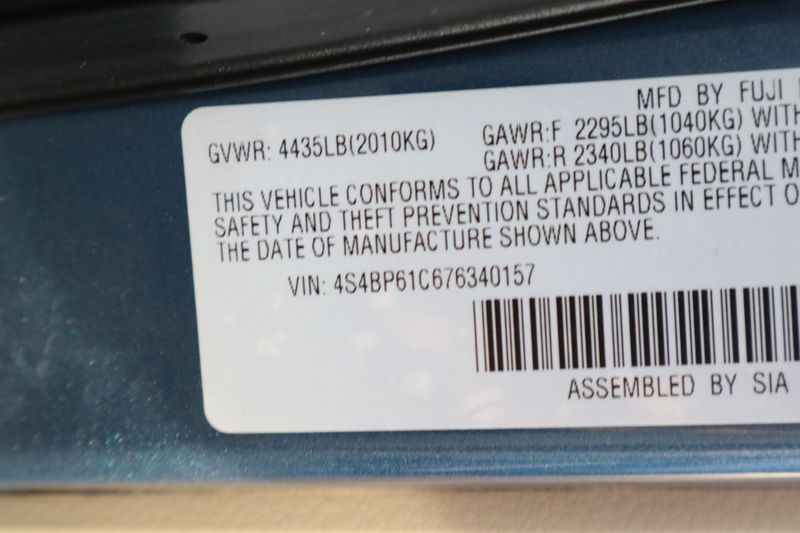 MFD BY FUJI
GVWR: 4435LB(2010KG)
GAWR:F 2295LB(1040KG) WITH
GAWR:R 2340LB(1060KG) WITH
THIS VEHICLE CONFORMS TO ALL APPLICABLE FEDERAL M
SAFETY AND THEFT PREVENTION STANDARDS IN EFFECT O
THE DATE OF MANUFACTURE SHOWN ABOVE.
VIN: 4S4BP61C676340157
ASSEMBLED BY SIA